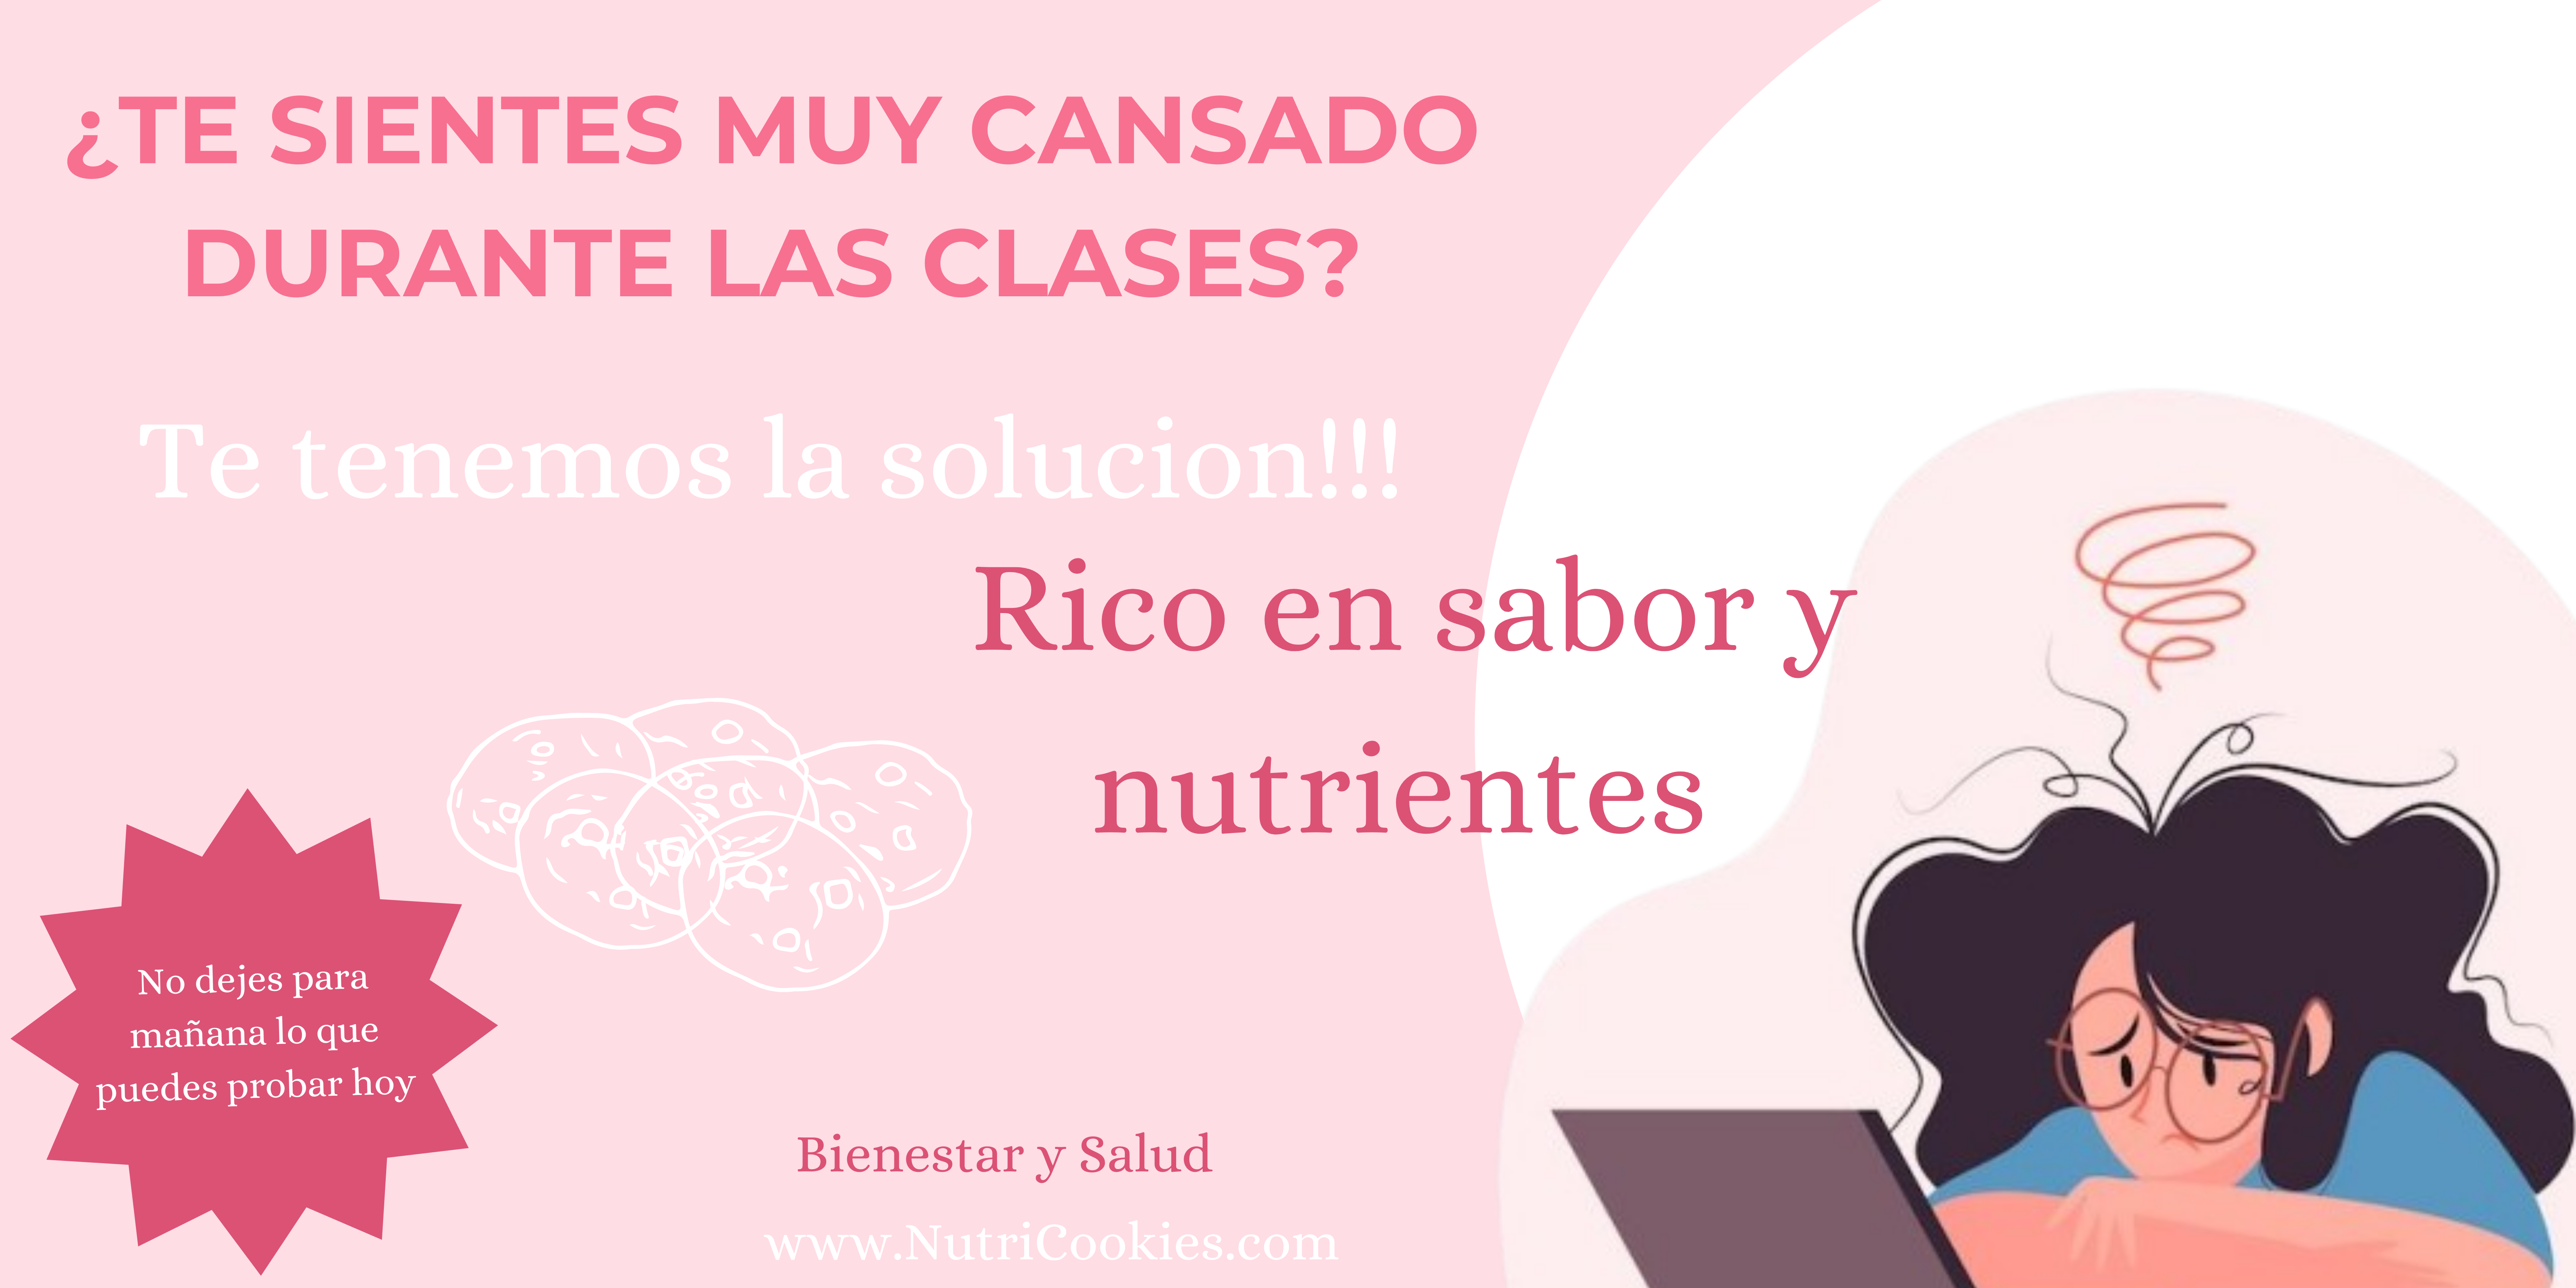 ¿TE SIENTES MUY CANSADO
DURANTE LAS CLASES?
Te tenemos la solucion!!!
Rico en sabor y
nutrientes
No dejes para
mañana lo que
puedes probar hoy
Bienestar y Salud
www.NutriCookies.com